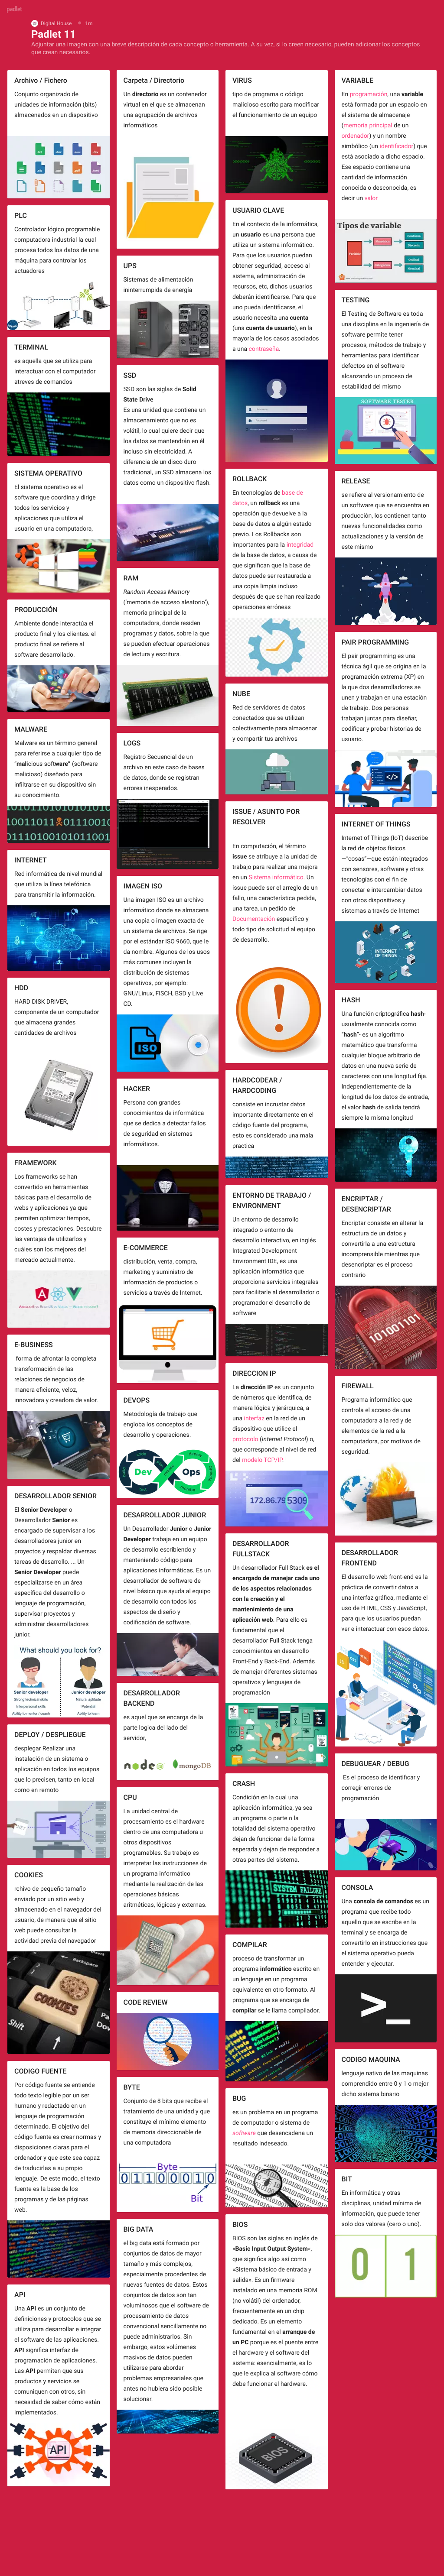 padlet
Digital House
1m
Padlet 11
Adjuntar una imagen con una breve descripción de cada concepto o herramienta. A su vez, si lo creen necesario, pueden adicionar los conceptos
que crean necesarios.
Archivo / Fichero
Conjunto organizado de
unidades de información (bits)
almacenados en un dispositivo
PLC
Controlador lógico programable
computadora industrial la cual
procesa todos los datos de una
máquina para controlar los
actuadores
TERMINAL
es aquella que se utiliza para
interactuar con el computador
atreves de comandos
SISTEMA OPERATIVO
El sistema operativo es el
software que coordina y dirige
todos los servicios y
aplicaciones que utiliza el
usuario en una computadora,
PRODUCCIÓN
Ambiente donde interactúa el
producto final y los clientes. el
producto final se refiere al
software desarrollado.
MALWARE
Malware es un término general
para referirse a cualquier tipo de
"malicious software" (software
malicioso) diseñado para
infiltrarse en su dispositivo sin
su conocimiento.
INTERNET
Red informática de nivel mundial
que utiliza la línea telefónica
para transmitir la información.
HDD
HARD DISK DRIVER,
componente de un computador
que almacena grandes
cantidades de archivos
FRAMEWORK
Los frameworks se han
convertido en herramientas
básicas para el desarrollo de
webs y aplicaciones ya que
permiten optimizar tiempos,
costes y prestaciones. Descubre
las ventajas de utilizarlos y
cuáles son los mejores del
mercado actualmente.
E-BUSINESS
forma de afrontar la completa
transformación de las
relaciones de negocios de
manera eficiente, veloz,
innovadora y creadora de valor.
DESARROLLADOR SENIOR
El Senior Developer o
Desarrollador Senior es
encargado de supervisar a los
desarrolladores junior en
proyectos y respaldar diversas
tareas de desarrollo. ... Un
Senior Developer puede
especializarse en un área
específica del desarrollo o
lenguaje de programación,
supervisar proyectos y
administrar desarrolladores
junior.
What should you look for?
Senior developer
Junior developer
Strong technical skills
Natural aptitude
Interpersonal skills
Potential
Ability to mentor / coach
Ability to learn
DEPLOY / DESPLIEGUE
desplegar Realizar una
instalación de un sistema o
aplicación en todos los equipos
que lo precisen, tanto en local
como en remoto
COOKIES
rchivo de pequeño tamaño
enviado por un sitio web y
almacenado en el navegador del
usuario, de manera que el sitio
web puede consultar la
actividad previa del navegador
Backspace
COOKIES
Shift
CODIGO FUENTE
Por código fuente se entiende
todo texto legible por un ser
humano y redactado en un
lenguaje de programación
determinado. El objetivo del
código fuente es crear normas y
disposiciones claras para el
ordenador y que este sea capaz
de traducirlas a su propio
lenguaje. De este modo, el texto
fuente es la base de los
programas y de las páginas
web.
API
Una API es un conjunto de
definiciones y protocolos que se
utiliza para desarrollar e integrar
el software de las aplicaciones.
API significa interfaz de
programación de aplicaciones.
Las API permiten que sus
productos y servicios se
comuniquen con otros, sin
necesidad de saber cómo están
implementados.
API
Carpeta / Directorio
Un directorio es un contenedor
virtual en el que se almacenan
una agrupación de archivos
informáticos
UPS
Sistemas de alimentación
ininterrumpida de energía
SSD
SSD son las siglas de Solid
State Drive
Es una unidad que contiene un
almacenamiento que no es
volátil, lo cual quiere decir que
los datos se mantendrán en él
incluso sin electricidad. A
diferencia de un disco duro
tradicional, un SSD almacena los
datos como un dispositivo flash.
RAM
Random Access Memory
('memoria de acceso aleatorio'),
memoria principal de la
computadora, donde residen
programas y datos, sobre la que
se pueden efectuar operaciones
de lectura y escritura.
LOGS
Registro Secuencial de un
archivo en este caso de bases
de datos, donde se registran
errores inesperados.
IMAGEN ISO
Una imagen ISO es un archivo
informático donde se almacena
una copia o imagen exacta de
un sistema de archivos. Se rige
por el estándar ISO 9660, que le
da nombre. Algunos de los usos
más comunes incluyen la
distribución de sistemas
operativos, por ejemplo:
GNU/Linux, FISCH, BSD y Live
CD.
ISO
HACKER
Persona con grandes
conocimientos de informática
que se dedica a detectar fallos
de seguridad en sistemas
informáticos.
E-COMMERCE
distribución, venta, compra,
marketing y suministro de
información de productos o
servicios a través de Internet.
DEVOPS
Metodología de trabajo que
engloba los conceptos de
desarrollo y operaciones.
Dev Ops
DESARROLLADOR JUNIOR
Un Desarrollador Junior o Junior
Developer trabaja en un equipo
de desarrollo escribiendo y
manteniendo código para
aplicaciones informáticas. Es un
desarrollador de software de
nivel básico que ayuda al equipo
de desarrollo con todos los
aspectos de diseño y
codificación de software.
DESARROLLADOR
BACKEND
es aquel que se encarga de la
parte logica del lado del
servidor,
node
mongoDB
CPU
La unidad central de
procesamiento es el hardware
dentro de una computadora u
otros dispositivos
programables. Su trabajo es
interpretar las instrucciones de
un programa informático
mediante la realización de las
operaciones básicas
aritméticas, lógicas y externas.
CODE REVIEW
BYTE
Conjunto de 8 bits que recibe el
tratamiento de una unidad y que
constituye el mínimo elemento
de memoria direccionable de
una computadora
Byte
0 1 1 0 0 0 1 0
Bit
BIG DATA
el big data está formado por
conjuntos de datos de mayor
tamaño y más complejos,
especialmente procedentes de
nuevas fuentes de datos. Estos
conjuntos de datos son tan
voluminosos que el software de
procesamiento de datos
convencional sencillamente no
puede administrarlos. Sin
embargo, estos volúmenes
masivos de datos pueden
utilizarse para abordar
problemas empresariales que
antes no hubiera sido posible
solucionar.
VIRUS
tipo de programa o código
malicioso escrito para modificar
el funcionamiento de un equipo
USUARIO CLAVE
En el contexto de la informática,
un usuario es una persona que
utiliza un sistema informático.
Para que los usuarios puedan
obtener seguridad, acceso al
sistema, administración de
recursos, etc, dichos usuarios
deberán identificarse. Para que
uno pueda identificarse, el
usuario necesita una cuenta
(una cuenta de usuario), en la
mayoría de los casos asociados
a una contraseña.
ROLLBACK
En tecnologías de base de
datos, un rollback es una
operación que devuelve a la
base de datos a algún estado
previo. Los Rollbacks son
importantes para la integridad
de la base de datos, a causa de
que significan que la base de
datos puede ser restaurada a
una copia limpia incluso
después de que se han realizado
operaciones erróneas
NUBE
Red de servidores de datos
conectados que se utilizan
colectivamente para almacenar
y compartir tus archivos
ISSUE / ASUNTO POR
RESOLVER
En computación, el término
issue se atribuye a la unidad de
trabajo para realizar una mejora
en un Sistema informático. Un
issue puede ser el arreglo de un
fallo, una característica pedida,
una tarea, un pedido de
Documentación específico y
todo tipo de solicitud al equipo
de desarrollo.
HARDCODEAR /
HARDCODING
consiste en incrustar datos
importante directamente en el
código fuente del programa,
esto es considerado una mala
practica
ENTORNO DE TRABAJO /
ENVIRONMENT
Un entorno de desarrollo
integrado o entorno de
desarrollo interactivo, en inglés
Integrated Development
Environment IDE, es una
aplicación informática que
proporciona servicios integrales
para facilitarle al desarrollador o
programador el desarrollo de
software
DIRECCION IP
La dirección IP es un conjunto
de números que identifica, de
manera lógica y jerárquica, a
una interfaz en la red de un
dispositivo que utilice el
protocolo (Internet Protocol) o,
que corresponde al nivel de red
del modelo TCP/IP.
172.86.79 5309
DESARROLLADOR
FULLSTACK
Un desarrollador Full Stack es el
encargado de manejar cada uno
de los aspectos relacionados
con la creación y el
mantenimiento de una
aplicación web. Para ello es
fundamental que el
desarrollador Full Stack tenga
conocimientos en desarrollo
Front-End y Back-End. Además
de manejar diferentes sistemas
operativos y lenguajes de
programación
CRASH
Condición en la cual una
aplicación informática, ya sea
un programa o parte o la
totalidad del sistema operativo
dejan de funcionar de la forma
esperada y dejan de responder a
otras partes del sistema.
SYSTEM FAILURE
COMPILAR
proceso de transformar un
programa informático escrito en
un lenguaje en un programa
equivalente en otro formato. Al
programa que se encarga de
compilar se le llama compilador.
BUG
es un problema en un programa
de computador o sistema de
software que desencadena un
resultado indeseado.
BIOS
BIOS son las siglas en inglés de
«Basic Input Output System»,
que significa algo así como
«Sistema básico de entrada y
salida». Es un firmware
instalado en una memoria ROM
(no volátil) del ordenador,
frecuentemente en un chip
dedicado. Es un elemento
fundamental en el arranque de
un PC porque es el puente entre
el hardware y el software del
sistema: esencialmente, es lo
que le explica al software cómo
debe funcionar el hardware.
BIOS
VARIABLE
En programación, una variable
está formada por un espacio en
el sistema de almacenaje
(memoria principal de un
ordenador) y un nombre
simbólico (un identificador) que
está asociado a dicho espacio.
Ese espacio contiene una
cantidad de información
conocida o desconocida, es
decir un valor
Tipos de variable
TESTING
El Testing de Software es toda
una disciplina en la ingeniería de
software permite tener
procesos, métodos de trabajo y
herramientas para identificar
defectos en el software
alcanzando un proceso de
estabilidad del mismo
SOFTWARE TESTER
RELEASE
se refiere al versionamiento de
un software que se encuentra en
producción, los contienen tanto
nuevas funcionalidades como
actualizaciones y la versión de
este mismo
PAIR PROGRAMMING
El pair programming es una
técnica ágil que se origina en la
programación extrema (XP) en
la que dos desarrolladores se
unen y trabajan en una estación
de trabajo. Dos personas
trabajan juntas para diseñar,
codificar y probar historias de
usuario.
INTERNET OF THINGS
Internet of Things (IoT) describe
la red de objetos físicos
—"cosas"—que están integrados
con sensores, software y otras
tecnologías con el fin de
conectar e intercambiar datos
con otros dispositivos y
sistemas a través de Internet
INTERNET
OF THINGS
HASH
Una función criptográfica hash-
usualmente conocida como
"hash"- es un algoritmo
matemático que transforma
cualquier bloque arbitrario de
datos en una nueva serie de
caracteres con una longitud fija.
Independientemente de la
longitud de los datos de entrada,
el valor hash de salida tendrá
siempre la misma longitud
ENCRIPTAR /
DESENCRIPTAR
Encriptar consiste en alterar la
estructura de un datos y
convertirla a una estructura
incomprensible mientras que
desencriptar es el proceso
contrario
101001101
FIREWALL
Programa informático que
controla el acceso de una
computadora a la red y de
elementos de la red a la
computadora, por motivos de
seguridad.
DESARROLLADOR
FRONTEND
El desarrollo web front-end es la
práctica de convertir datos a
una interfaz gráfica, mediante el
uso de HTML, CSS y JavaScript,
para que los usuarios puedan
ver e interactuar con esos datos.
DEBUGUEAR / DEBUG
Es el proceso de identificar y
corregir errores de
programación
CONSOLA
Una consola de comandos es un
programa que recibe todo
aquello que se escribe en la
terminal y se encarga de
convertirlo en instrucciones que
el sistema operativo pueda
entender y ejecutar.
>_
CODIGO MAQUINA
lenguaje nativo de las maquinas
comprendido entre 0 y 1 o mejor
dicho sistema binario
BIT
En informática y otras
disciplinas, unidad mínima de
información, que puede tener
solo dos valores (cero o uno).
0 1